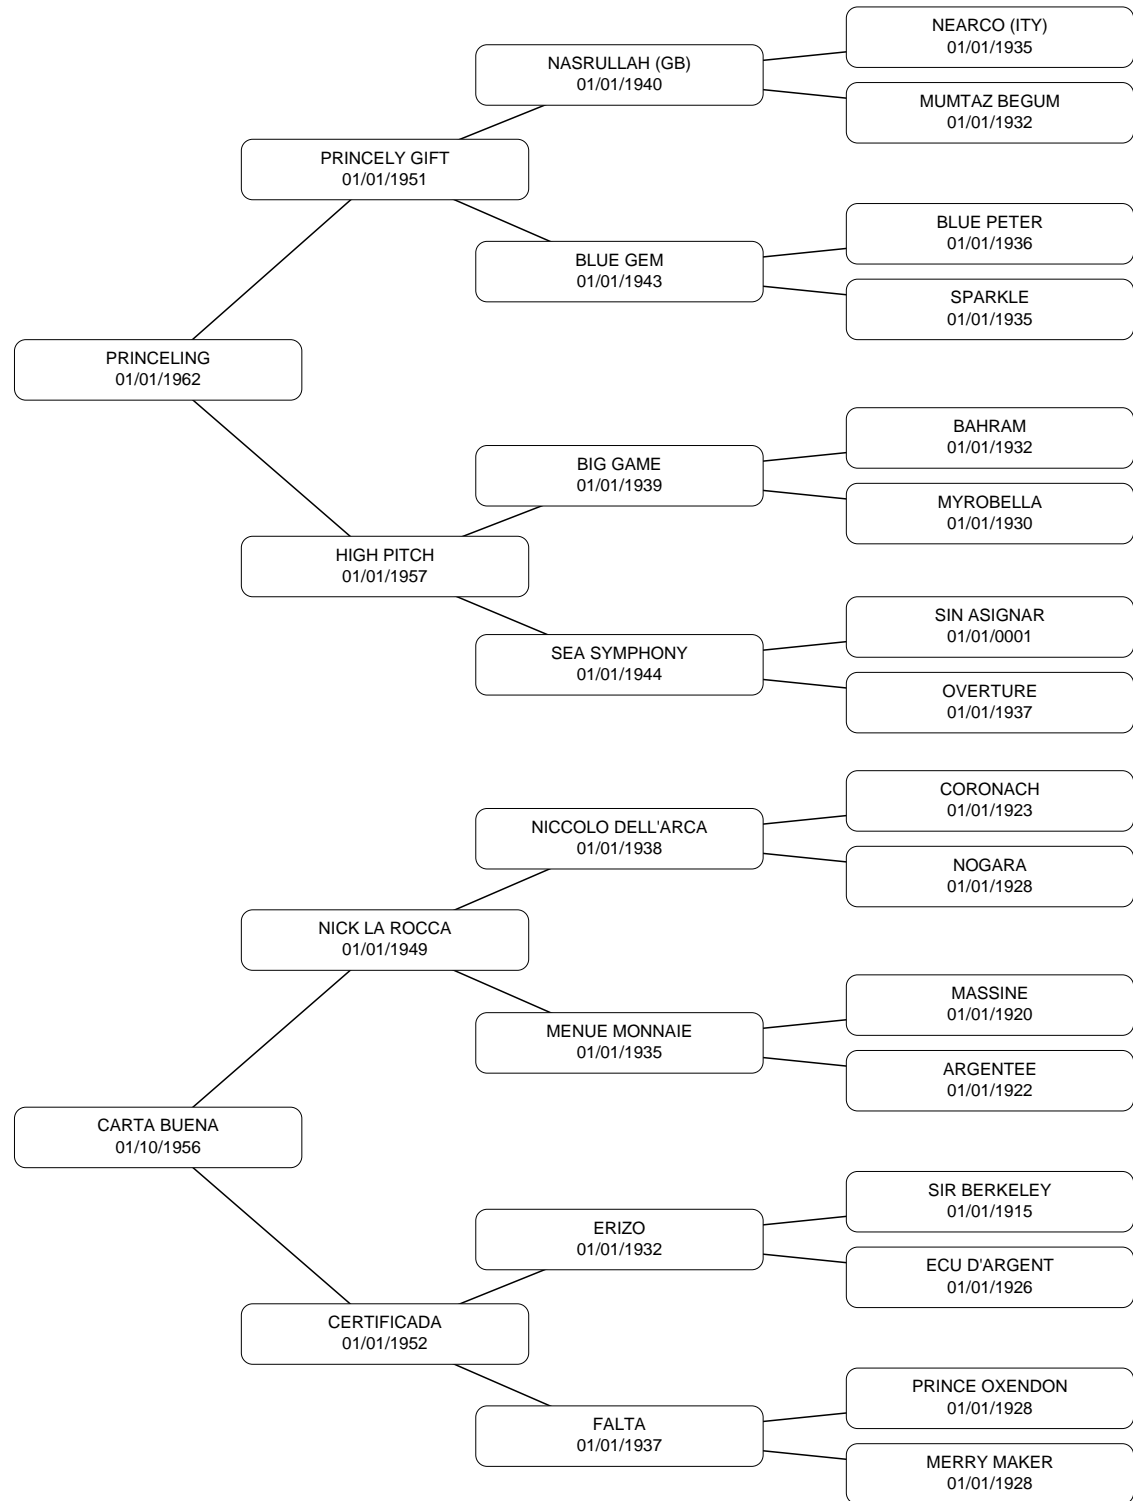 NEARCO (ITY)
01/01/1935
NASRULLAH (GB)
01/01/1940
MUMTAZ BEGUM
01/01/1932
PRINCELY GIFT
01/01/1951
BLUE PETER
01/01/1936
BLUE GEM
01/01/1943
SPARKLE
01/01/1935
PRINCELING
01/01/1962
BAHRAM
01/01/1932
BIG GAME
01/01/1939
MYROBELLA
01/01/1930
HIGH PITCH
01/01/1957
SIN ASIGNAR
01/01/0001
SEA SYMPHONY
01/01/1944
OVERTURE
01/01/1937
CORONACH
01/01/1923
NICCOLO DELL'ARCA
01/01/1938
NOGARA
01/01/1928
NICK LA ROCCA
01/01/1949
MASSINE
01/01/1920
MENUE MONNAIE
01/01/1935
ARGENTEE
01/01/1922
CARTA BUENA
01/10/1956
SIR BERKELEY
01/01/1915
ERIZO
01/01/1932
ECU D'ARGENT
01/01/1926
CERTIFICADA
01/01/1952
PRINCE OXENDON
01/01/1928
FALTA
01/01/1937
MERRY MAKER
01/01/1928